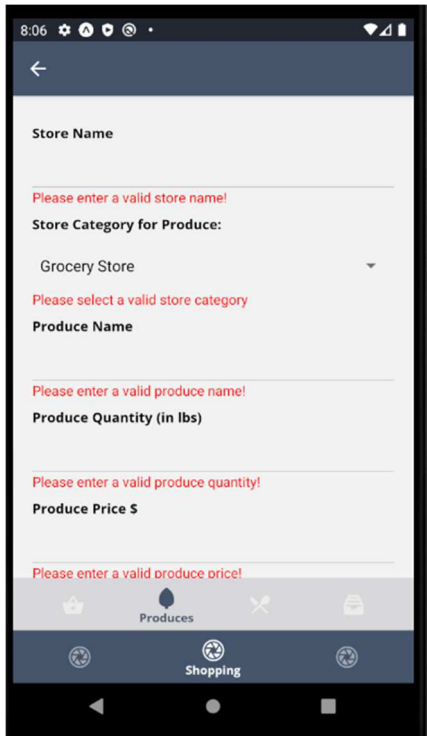 8:06
Store Name
Please enter a valid store name!
Store Category for Produce:
Grocery Store
Please select a valid store category
Produce Name
Please enter a valid produce name!
Produce Quantity (in lbs)
Please enter a valid produce quantity!
Produce Price $
Please enter a valid produce price!
Produces
Shopping